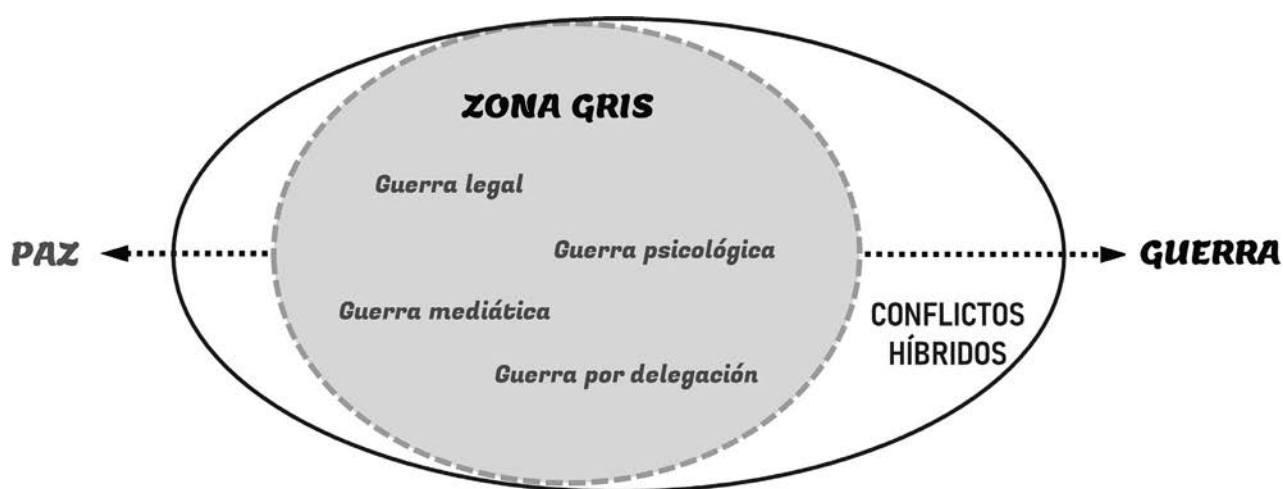 ZONA GRIS
Guerra legal
PAZ
Guerra psicológica
GUERRA
Guerra mediática
CONFLICTOS
HÍBRIDOS
Guerra por delegación